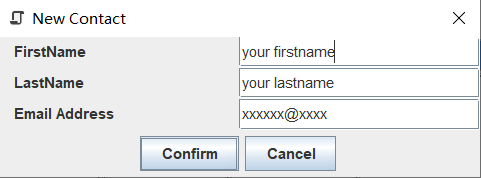 New Contact
FirstName your firstname
LastName your lastname
Email Address xxxxxx@xxxx
Confirm Cancel